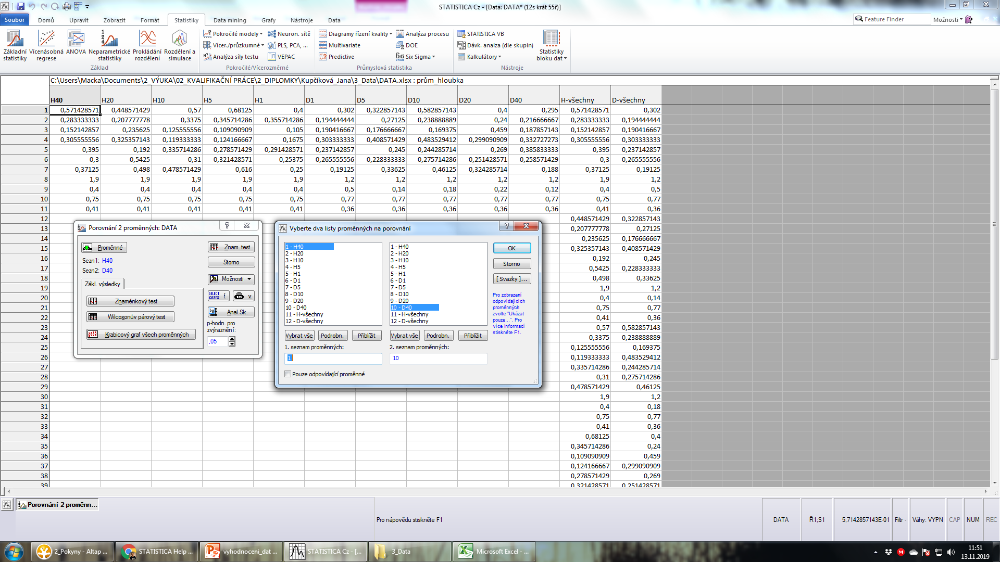 STATISTICA Cz - [Data: DATA* (12s krát 55ř)]
Soubor Domů Upravit Zobrazit Formát Statistiky Data mining Grafy Nástroje Data Feature Finder Možnosti
Základní statistiky
Vícenásobná regrese
ANOVA
Neparametrické statistiky
Prokládání rozdělení
Rozdělení a simulace
Základ
Pokročilé modely Neuron. sítě
Vícer./průzkumné PLS, PCA, ...
Analýza síly testu VEPAC
Pokročilé/Vícerozměrné
Diagramy řízení kvality Analýza procesu
Multivariate DOE
Predictive Six Sigma
Průmyslová statistika
STATISTICA VB
Dávk. analza (dle skupin)
Kalkulátory
Statistiky bloku dat
Nástroje
C:\Users\Macka\Documents\2_VÝUKA\02_KVALIFIKAČNÍ PRÁCE\2_DIPLOMKY\Kupčíková_Jana\3_Data\DATA.xlsx : prům_hloubka
H40 H20 H10 H5 H1 D1 D5 D10 D20 D40 H-všechny D-všechny
1 0,571428571 0,448571429 0,57 0,68125 0,4 0,302 0,322857143 0,582857143 0,4 0,295 0,571428571 0,302
2 0,283333333 0,207777778 0,3375 0,345714286 0,355714286 0,194444444 0,27125 0,238888889 0,24 0,216666667 0,283333333 0,194444444
3 0,152142857 0,235625 0,125555556 0,109090909 0,105 0,190416667 0,176666667 0,169375 0,459 0,187857143 0,152142857 0,190416667
4 0,305555556 0,325357143 0,119333333 0,124166667 0,1675 0,303333333 0,408571429 0,483529412 0,299090909 0,332727273 0,305555556 0,303333333
5 0,395 0,192 0,335714286 0,278571429 0,291428571 0,237142857 0,245 0,244285714 0,269 0,385833333 0,395 0,237142857
6 0,3 0,5425 0,31 0,321428571 0,25375 0,265555556 0,228333333 0,275714286 0,251428571 0,258571429 0,3 0,265555556
7 0,37125 0,498 0,478571429 0,616 0,25 0,19125 0,33625 0,46125 0,324285714 0,188 0,37125 0,19125
8 1,9 1,9 1,9 1,9 1,9 1,2 1,2 1,2 1,2 1,2 1,9 1,2
9 0,4 0,4 0,4 0,4 0,4 0,5 0,14 0,18 0,22 0,12 0,4 0,5
10 0,75 0,75 0,75 0,75 0,75 0,77 0,77 0,77 0,77 0,77 0,75 0,77
11 0,41 0,41 0,41 0,41 0,41 0,36 0,36 0,36 0,36 0,36 0,41 0,36
12 0,448571429 0,322857143
13 0,207777778 0,27125
14 0,235625 0,176666667
15 0,325357143 0,408571429
16 0,192 0,245
17 0,5425 0,228333333
18 0,498 0,33625
19 1,9 1,2
20 0,4 0,14
21 0,75 0,77
22 0,41 0,36
23 0,57 0,582857143
24 0,3375 0,238888889
25 0,125555556 0,169375
26 0,119333333 0,483529412
27 0,335714286 0,244285714
28 0,31 0,275714286
29 0,478571429 0,46125
30 1,9 1,2
31 0,4 0,18
32 0,75 0,77
33 0,41 0,36
34 0,68125 0,4
35 0,345714286 0,24
36 0,109090909 0,459
37 0,124166667 0,299090909
38 0,278571429 0,269
39 0,321428571 0,251428571
Porovnání 2 proměnných: DATA
Proměnné
Sezn1: H40
Sezn2: D40
Zákl. výsledky
Znaménkový test
Wilcoxonův párový test
Krabicový graf všech proměnných
Znam. test
Storno
Možnosti
SELECT CASES
Anal.Sk.
p-hodn. pro
zvýraznění:
,05
Vyberte dva listy proměnných na porovnání
1 - H40
2 - H20
3 - H10
4 - H5
5 - H1
6 - D1
7 - D5
8 - D10
9 - D20
10 - D40
11 - H-všechny
12 - D-všechny
Vybrat vše Podrobn. Přiblížit
1. seznam proměnných:
1
1 - H40
2 - H20
3 - H10
4 - H5
5 - H1
6 - D1
7 - D5
8 - D10
9 - D20
10 - D40
11 - H-všechny
12 - D-všechny
Vybrat vše Podrobn. Přiblížit
2. seznam proměnných:
10
Pouze odpovídající proměnné
OK
Storno
[ Svazky ]...
Pro zobrazení
odpovídajících
proměnných
zvolte "Ukázat
pouze...". Pro
více informací
stiskněte F1.
Porovnání 2 proměnn...
Pro nápovědu stiskněte F1
DATA Ř1;S1 5,7142857143E-01 Filtr - Váhy: VYPN CAP NUM REC
2_Pokyny - Altap ... STATISTICA Help ... vyhodnoceni_dat ... STATISTICA Cz - [... 3_Data Microsoft Excel - ...
11:51
13.11.2019